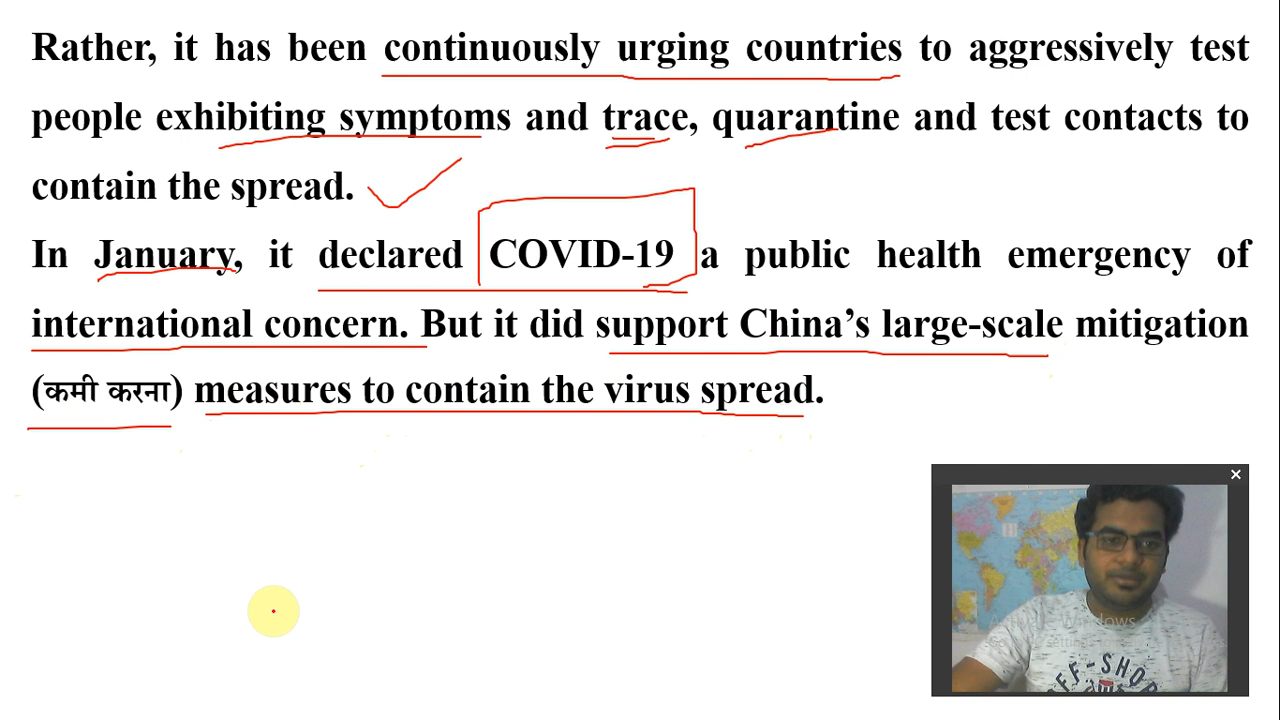 Rather, it has been continuously urging countries to aggressively test
people exhibiting symptoms and trace, quarantine and test contacts to
contain the spread.
In January, it declared COVID-19 a public health emergency of
international concern. But it did support China’s large-scale mitigation
(कमी करना) measures to contain the virus spread.